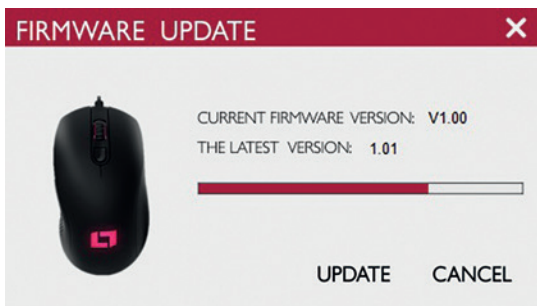 FIRMWARE UPDATE
CURRENT FIRMWARE VERSION: V1.00
THE LATEST VERSION: 1.01
UPDATE CANCEL